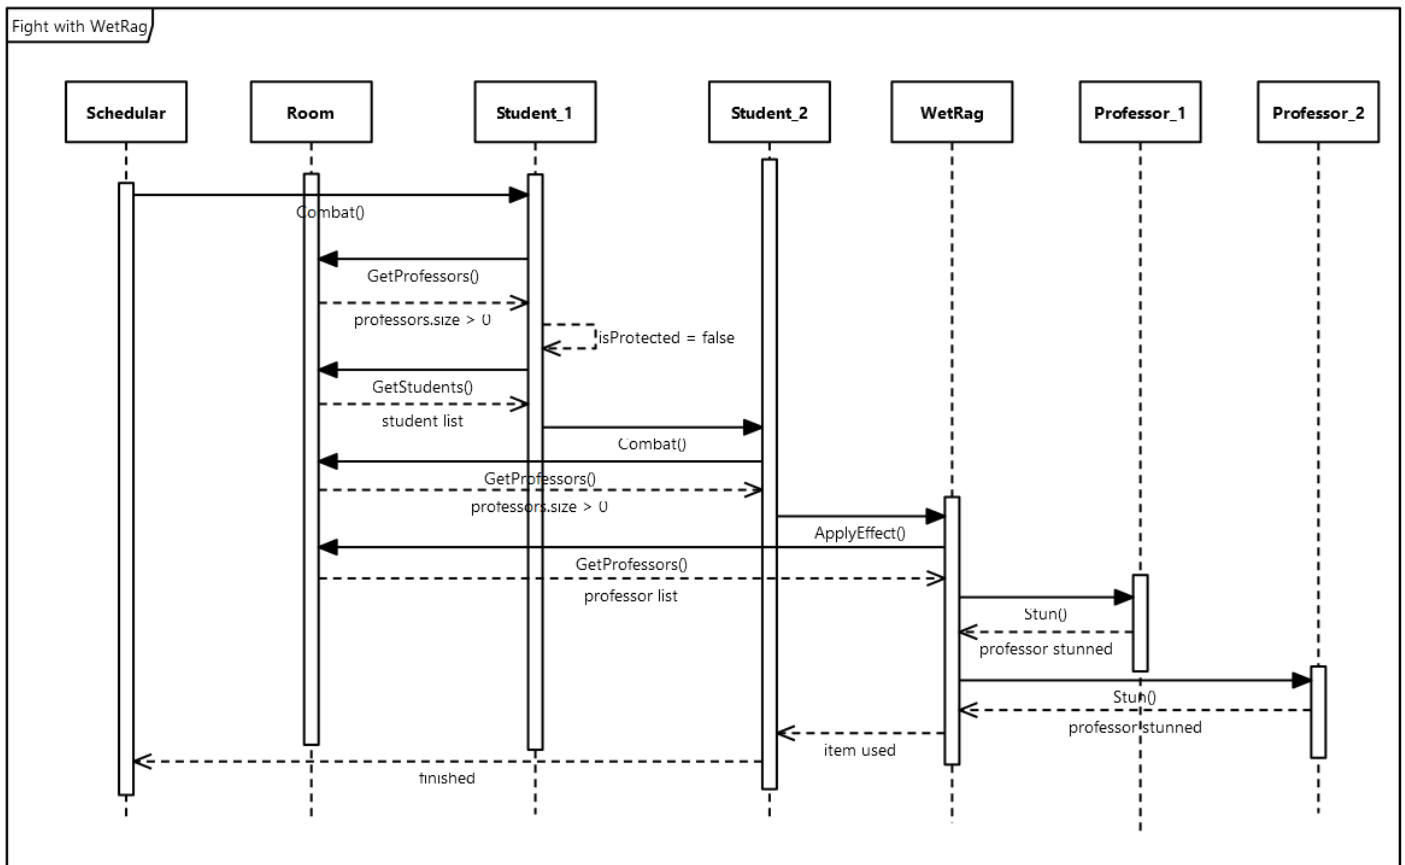 Fight with WetRag
Schedular
Room
Student_1
Student_2
WetRag
Professor_1
Professor_2
Combat()
GetProfessors()
professors.size > 0
isProtected = false
GetStudents()
student list
Combat()
GetProfessors()
professors.size > 0
ApplyEffect()
GetProfessors()
professor list
Stun()
professor stunned
Stun()
professor stunned
item used
finished